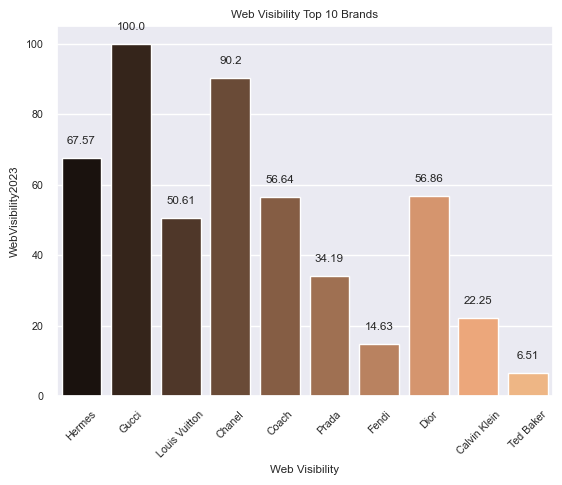 Web Visibility Top 10 Brands
100.0
90.2
67.57
56.64
56.86
50.61
34.19
22.25
14.63
6.51
WebVisibility2023
100
80
60
40
20
0
Hermes
Gucci
Louis Vuitton
Chanel
Coach
Prada
Fendi
Dior
Calvin Klein
Ted Baker
Web Visibility